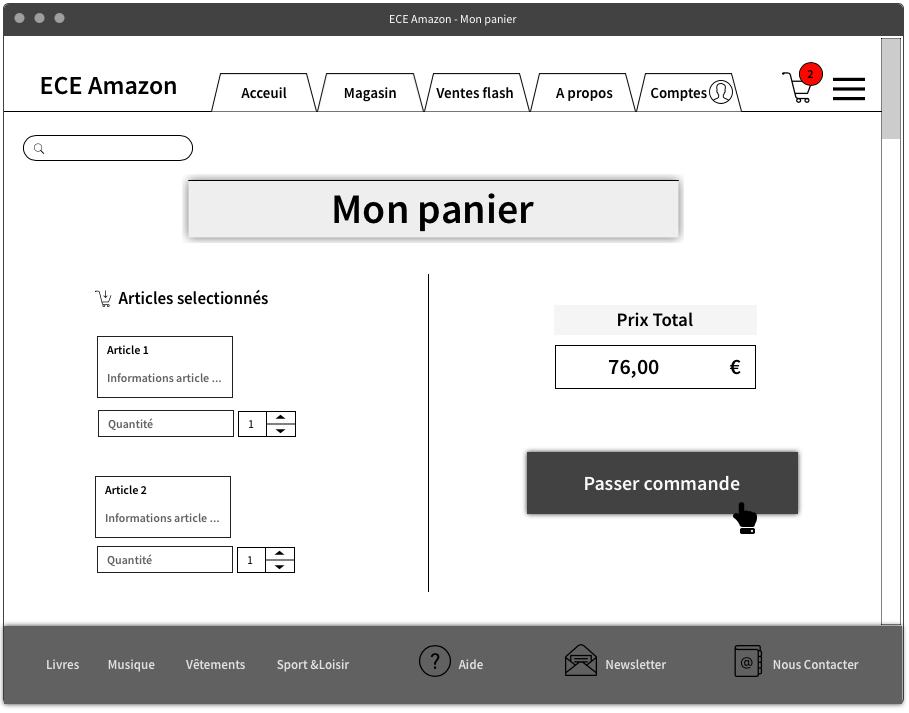 ECE Amazon - Mon panier
ECE Amazon
Acceuil
Magasin
Ventes flash
A propos
Comptes
2
Mon panier
Articles selectionnés
Article 1
Informations article ...
Quantité
1
Article 2
Informations article ...
Quantité
1
Prix Total
76,00 €
Passer commande
Livres
Musique
Vêtements
Sport &Loisir
?
Aide
Newsletter
@
Nous Contacter